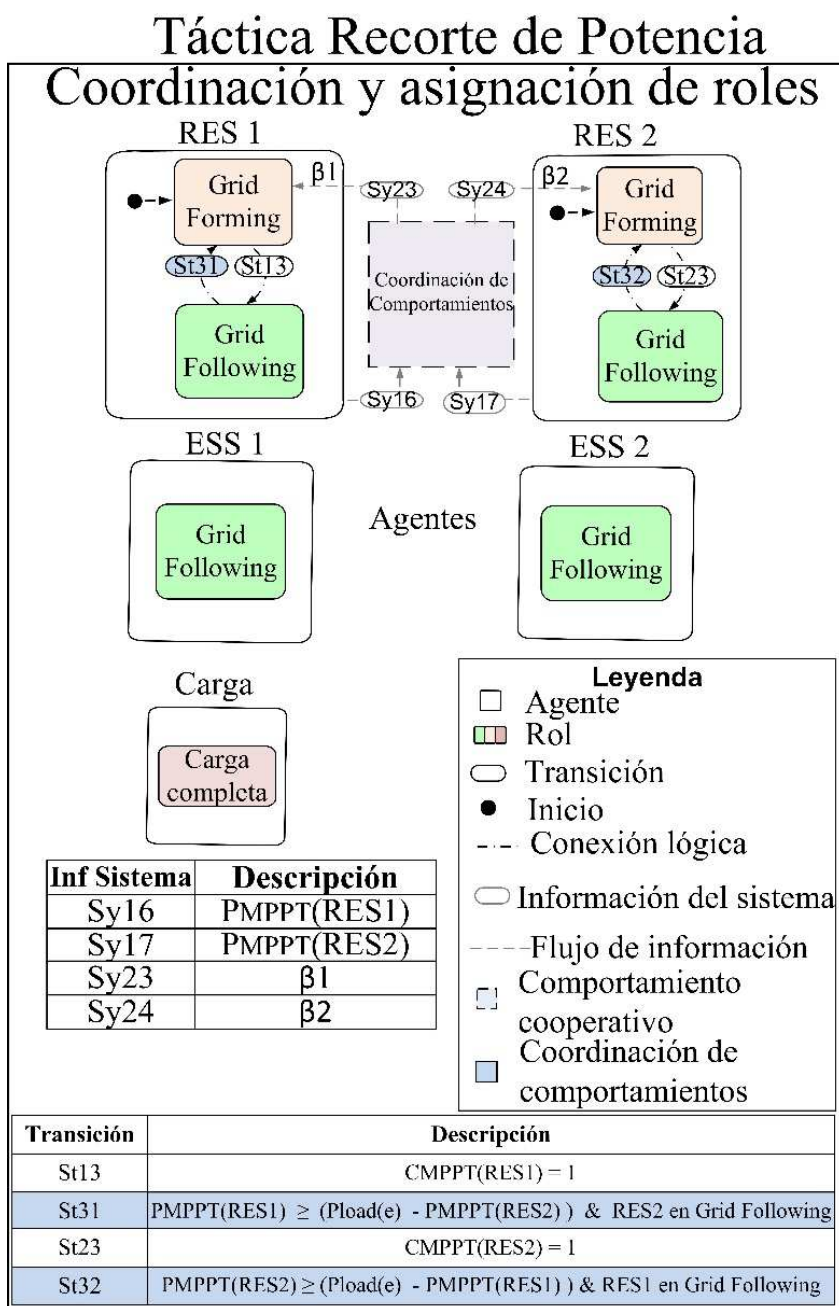 Táctica Recorte de Potencia
Coordinación y asignación de roles
RES 1
RES 2
β1
Sy23
Sy24
β2
Grid
Forming
Grid
Forming
St31
St13
Coordinación de
Comportamientos
St32
St23
Grid
Following
Grid
Following
Sy16
Sy17
ESS 1
ESS 2
Grid
Following
Agentes
Grid
Following
Carga
Carga
completa
Leyenda
Agente
Rol
Transición
Inicio
Conexión lógica
Información del sistema
Flujo de información
Comportamiento
cooperativo
Coordinación de
comportamientos
Inf Sistema Descripción
Sy16 PMPPT(RES1)
Sy17 PMPPT(RES2)
Sy23 β1
Sy24 β2
Transición Descripción
St13 CMPPT(RES1) = 1
St31 PMPPT(RES1) ≥ (Pload(e) - PMPPT(RES2) ) & RES2 en Grid Following
St23 CMPPT(RES2) = 1
St32 PMPPT(RES2) ≥ (Pload(e) - PMPPT(RES1) ) & RES1 en Grid Following